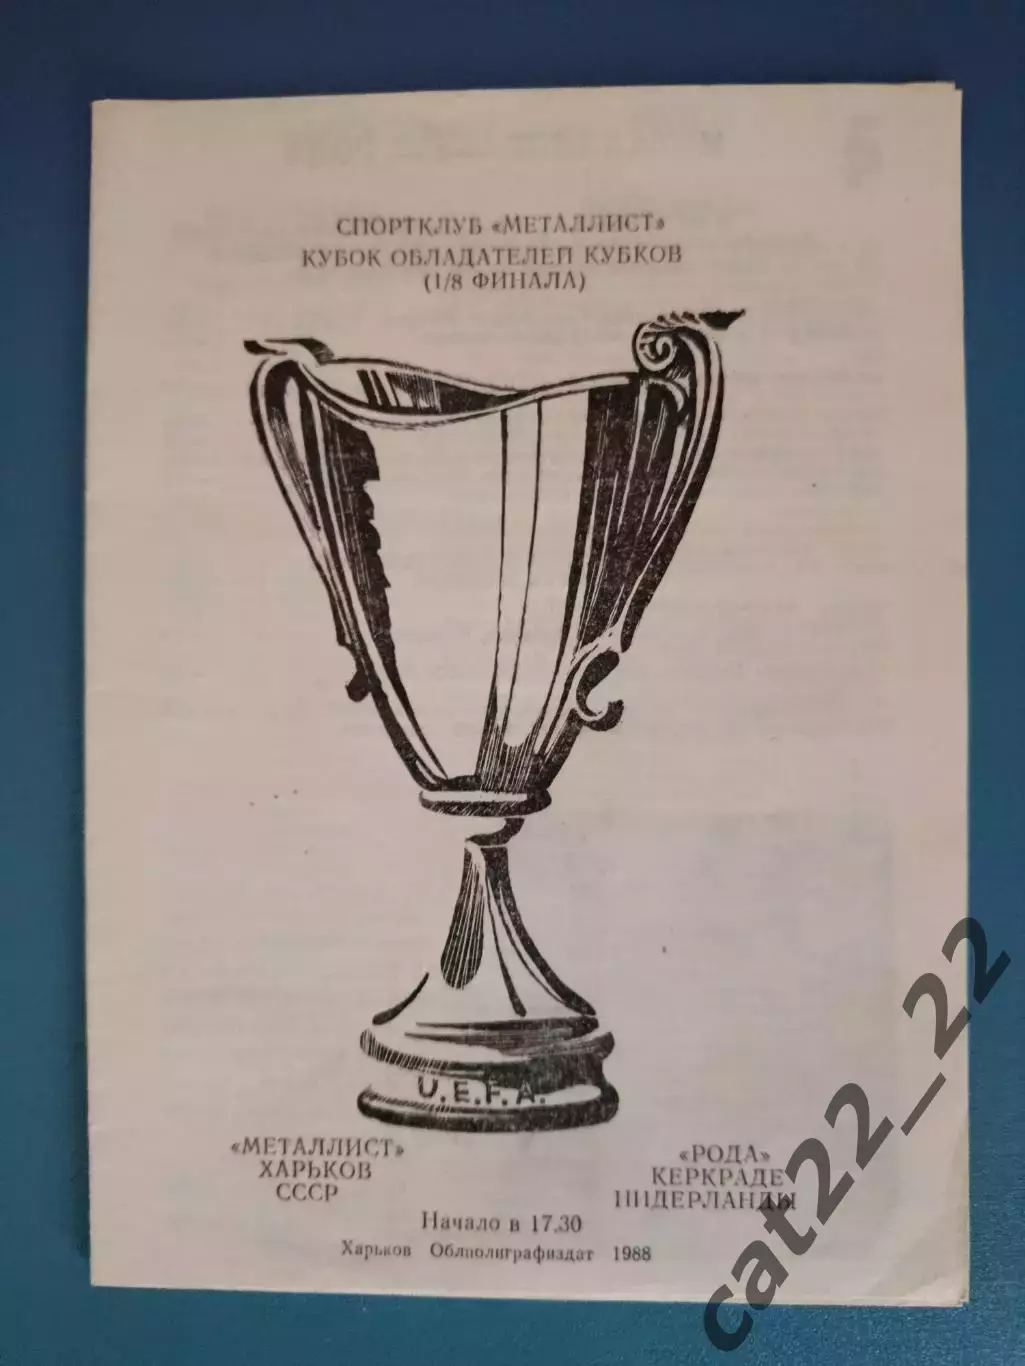 СПОРТКЛУБ «МЕТАЛЛИСТ»
КУБОК ОБЛАДАТЕЛЕЙ КУБКОВ
(1/8 ФИНАЛА)
U.E.F.A.
«МЕТАЛЛИСТ»
ХАРЬКОВ
СССР
«РОДА»
КЕРКРАДЕ
НИДЕРЛАНДЫ
Начало в 17.30
Харьков Облполиграфиздат 1988
cat22_22